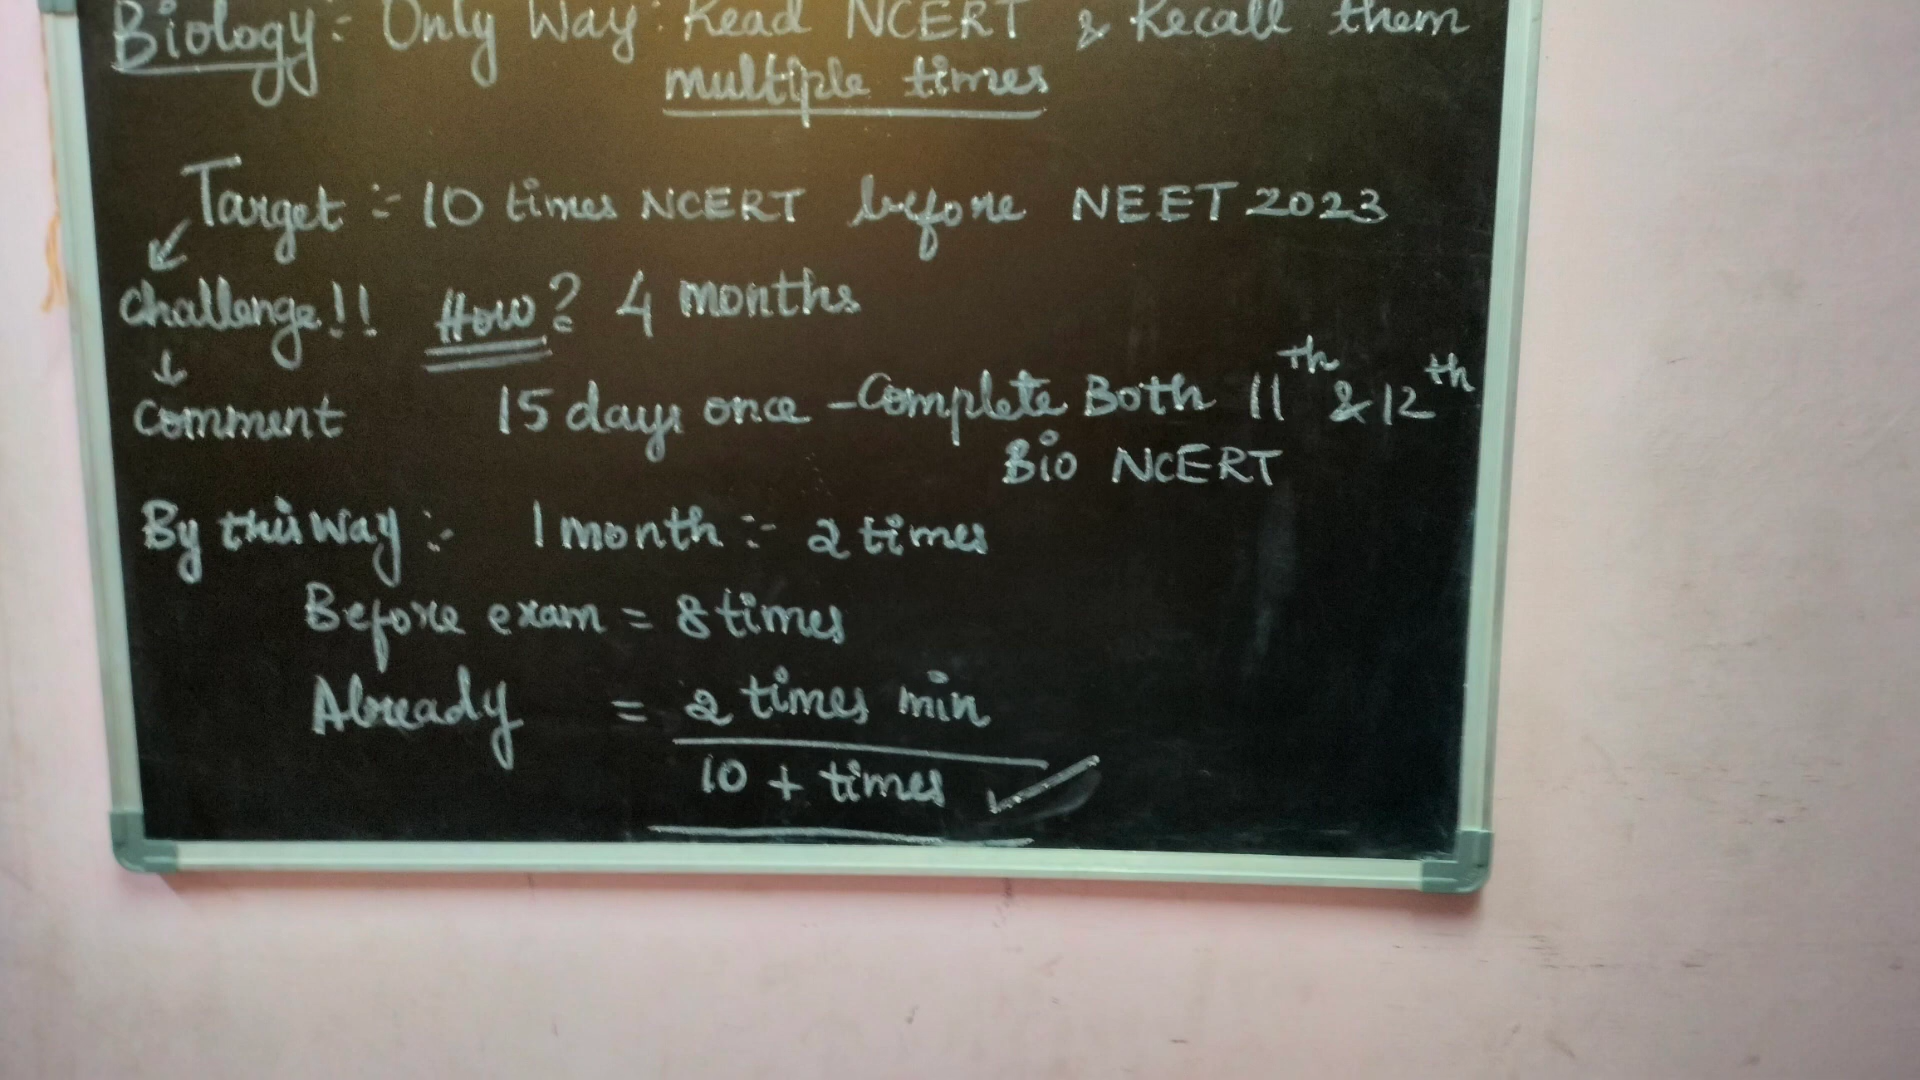 Biology :- Only Way : Read NCERT & Recall them
multiple times
Target :- 10 times NCERT before NEET 2023
challenge!! How? 4 months
comment 15 days once - Complete Both 11th & 12th
Bio NCERT
By this way :- 1 month :- 2 times
Before exam = 8 times
Already = 2 times min
10 + times ✓